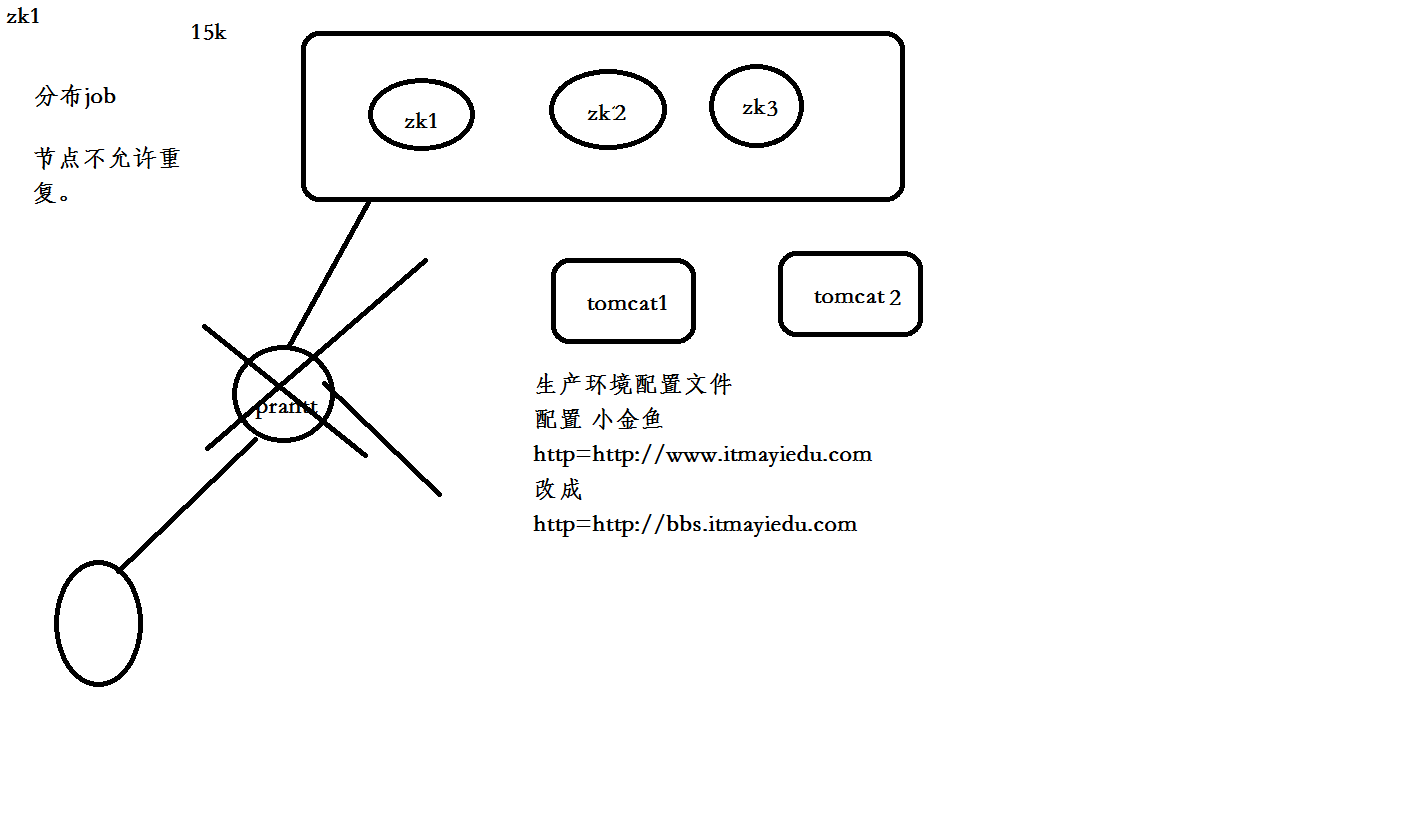 zk1
15k
分布job
节点不允许重
复。
zk1
zk2
zk3
tomcat1
tomcat 2
prantt
生产环境配置文件
配置 小金鱼
http=http://www.itmayiedu.com
改成
http=http://bbs.itmayiedu.com